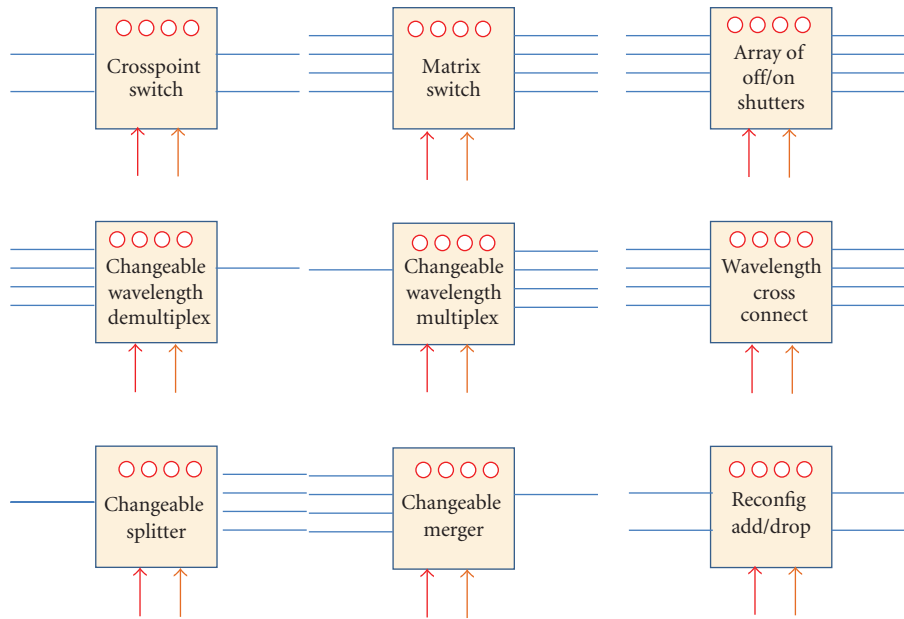 Crosspoint
switch
Matrix
switch
Array of
off/on
shutters
Changeable
wavelength
demultiplex
Changeable
wavelength
multiplex
Wavelength
cross
connect
Changeable
splitter
Changeable
merger
Reconfig
add/drop